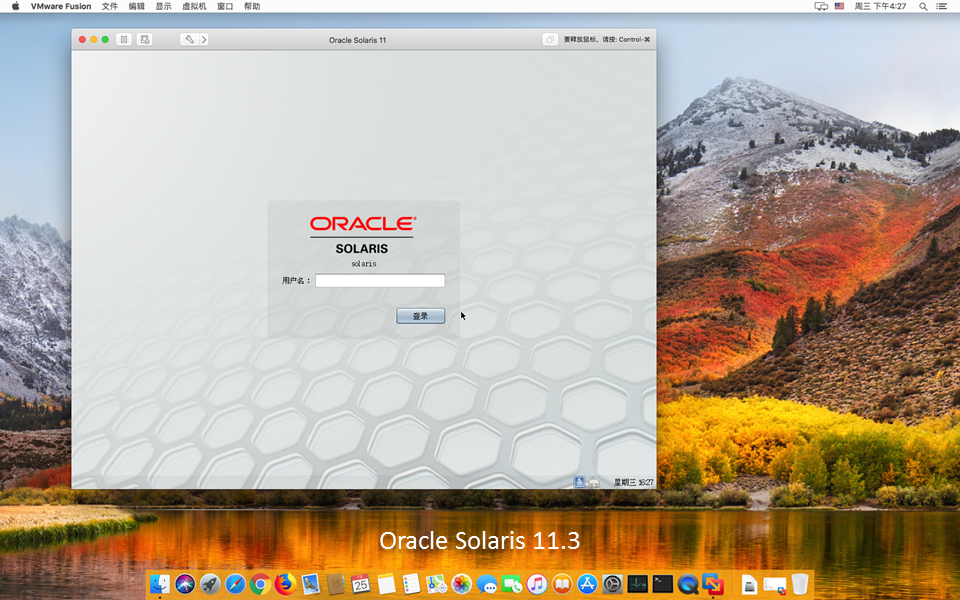 VMware Fusion 文件 编辑 显示 虚拟机 窗口 帮助 周三 下午4:27
Oracle Solaris 11 要释放鼠标，请按: Control-⌘
ORACLE®
SOLARIS
solaris
用户名：
登录
星期三 16:27
Oracle Solaris 11.3
25